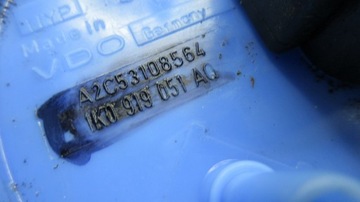 Made in
Germany
VDO
A2C53108564
1K0 919 051 AQ